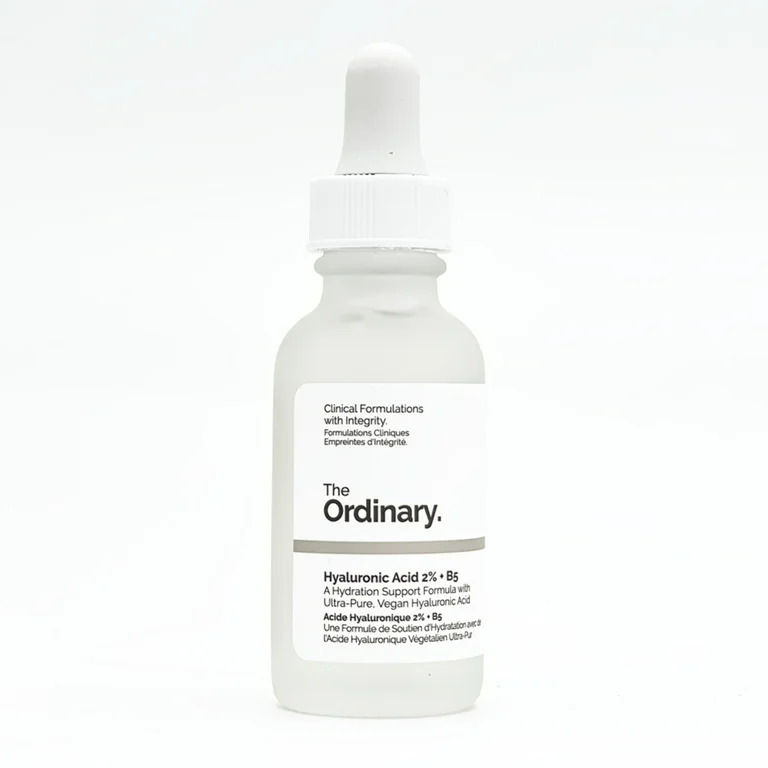 Clinical Formulations
with Integrity.
Formulations Cliniques
Empreintes d'Intégrité.
The
Ordinary.
Hyaluronic Acid 2% + B5
A Hydration Support Formula with
Ultra-Pure, Vegan Hyaluronic Acid
Acide Hyaluronique 2% + B5
Une Formule de Soutien d'Hydratation avec de
l'Acide Hyaluronique Végétalien Ultra-Pur